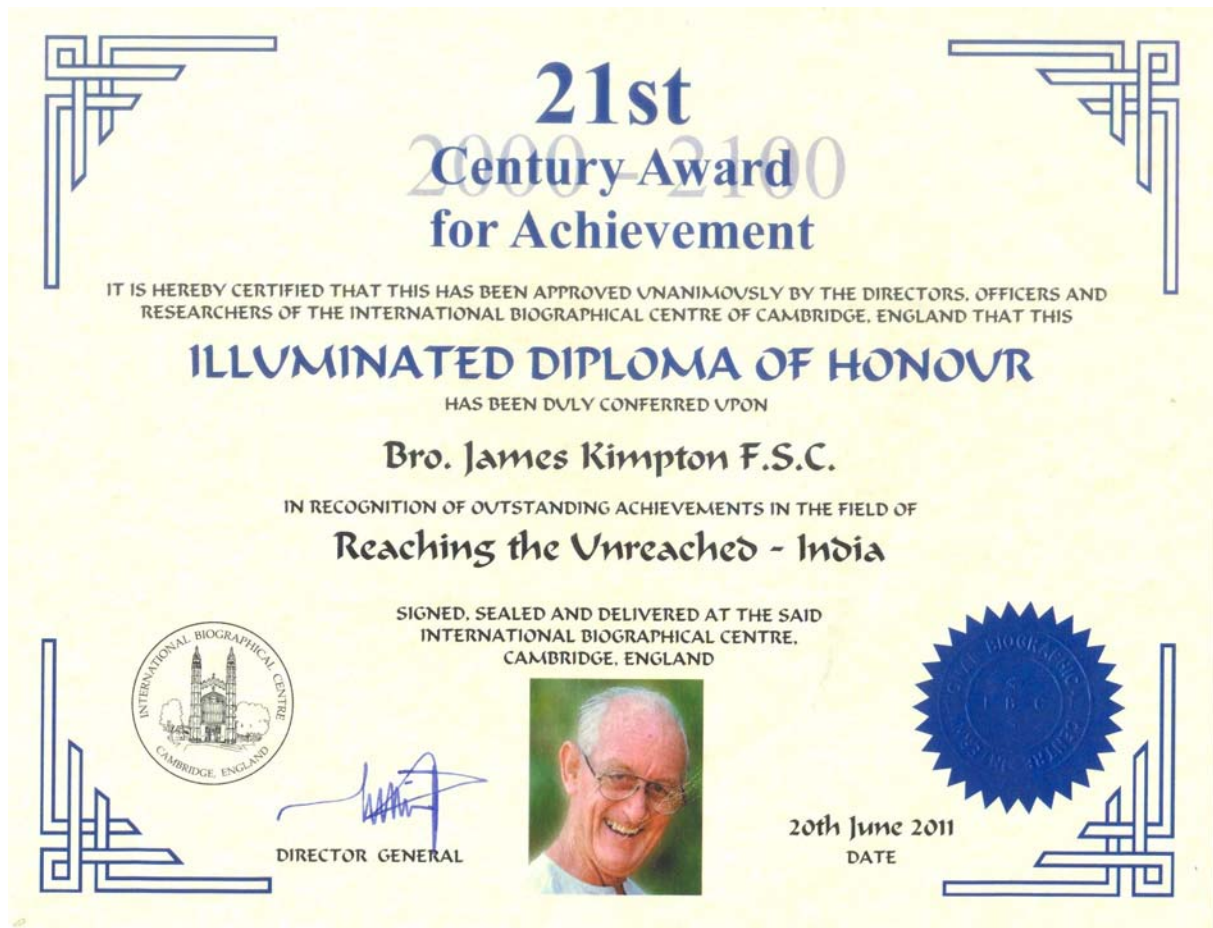 21st
2000 - 2100
Century Award
for Achievement
IT IS HEREBY CERTIFIED THAT THIS HAS BEEN APPROVED UNANIMOUSLY BY THE DIRECTORS, OFFICERS AND
RESEARCHERS OF THE INTERNATIONAL BIOGRAPHICAL CENTRE OF CAMBRIDGE, ENGLAND THAT THIS
ILLUMINATED DIPLOMA OF HONOUR
HAS BEEN DULY CONFERRED UPON
Bro. James Kimpton F.S.C.
IN RECOGNITION OF OUTSTANDING ACHIEVEMENTS IN THE FIELD OF
Reaching the Unreached - India
SIGNED, SEALED AND DELIVERED AT THE SAID
INTERNATIONAL BIOGRAPHICAL CENTRE,
CAMBRIDGE, ENGLAND
INTERNATIONAL BIOGRAPHICAL CENTRE
CAMBRIDGE, ENGLAND
I B C
DIRECTOR GENERAL
20th June 2011
DATE